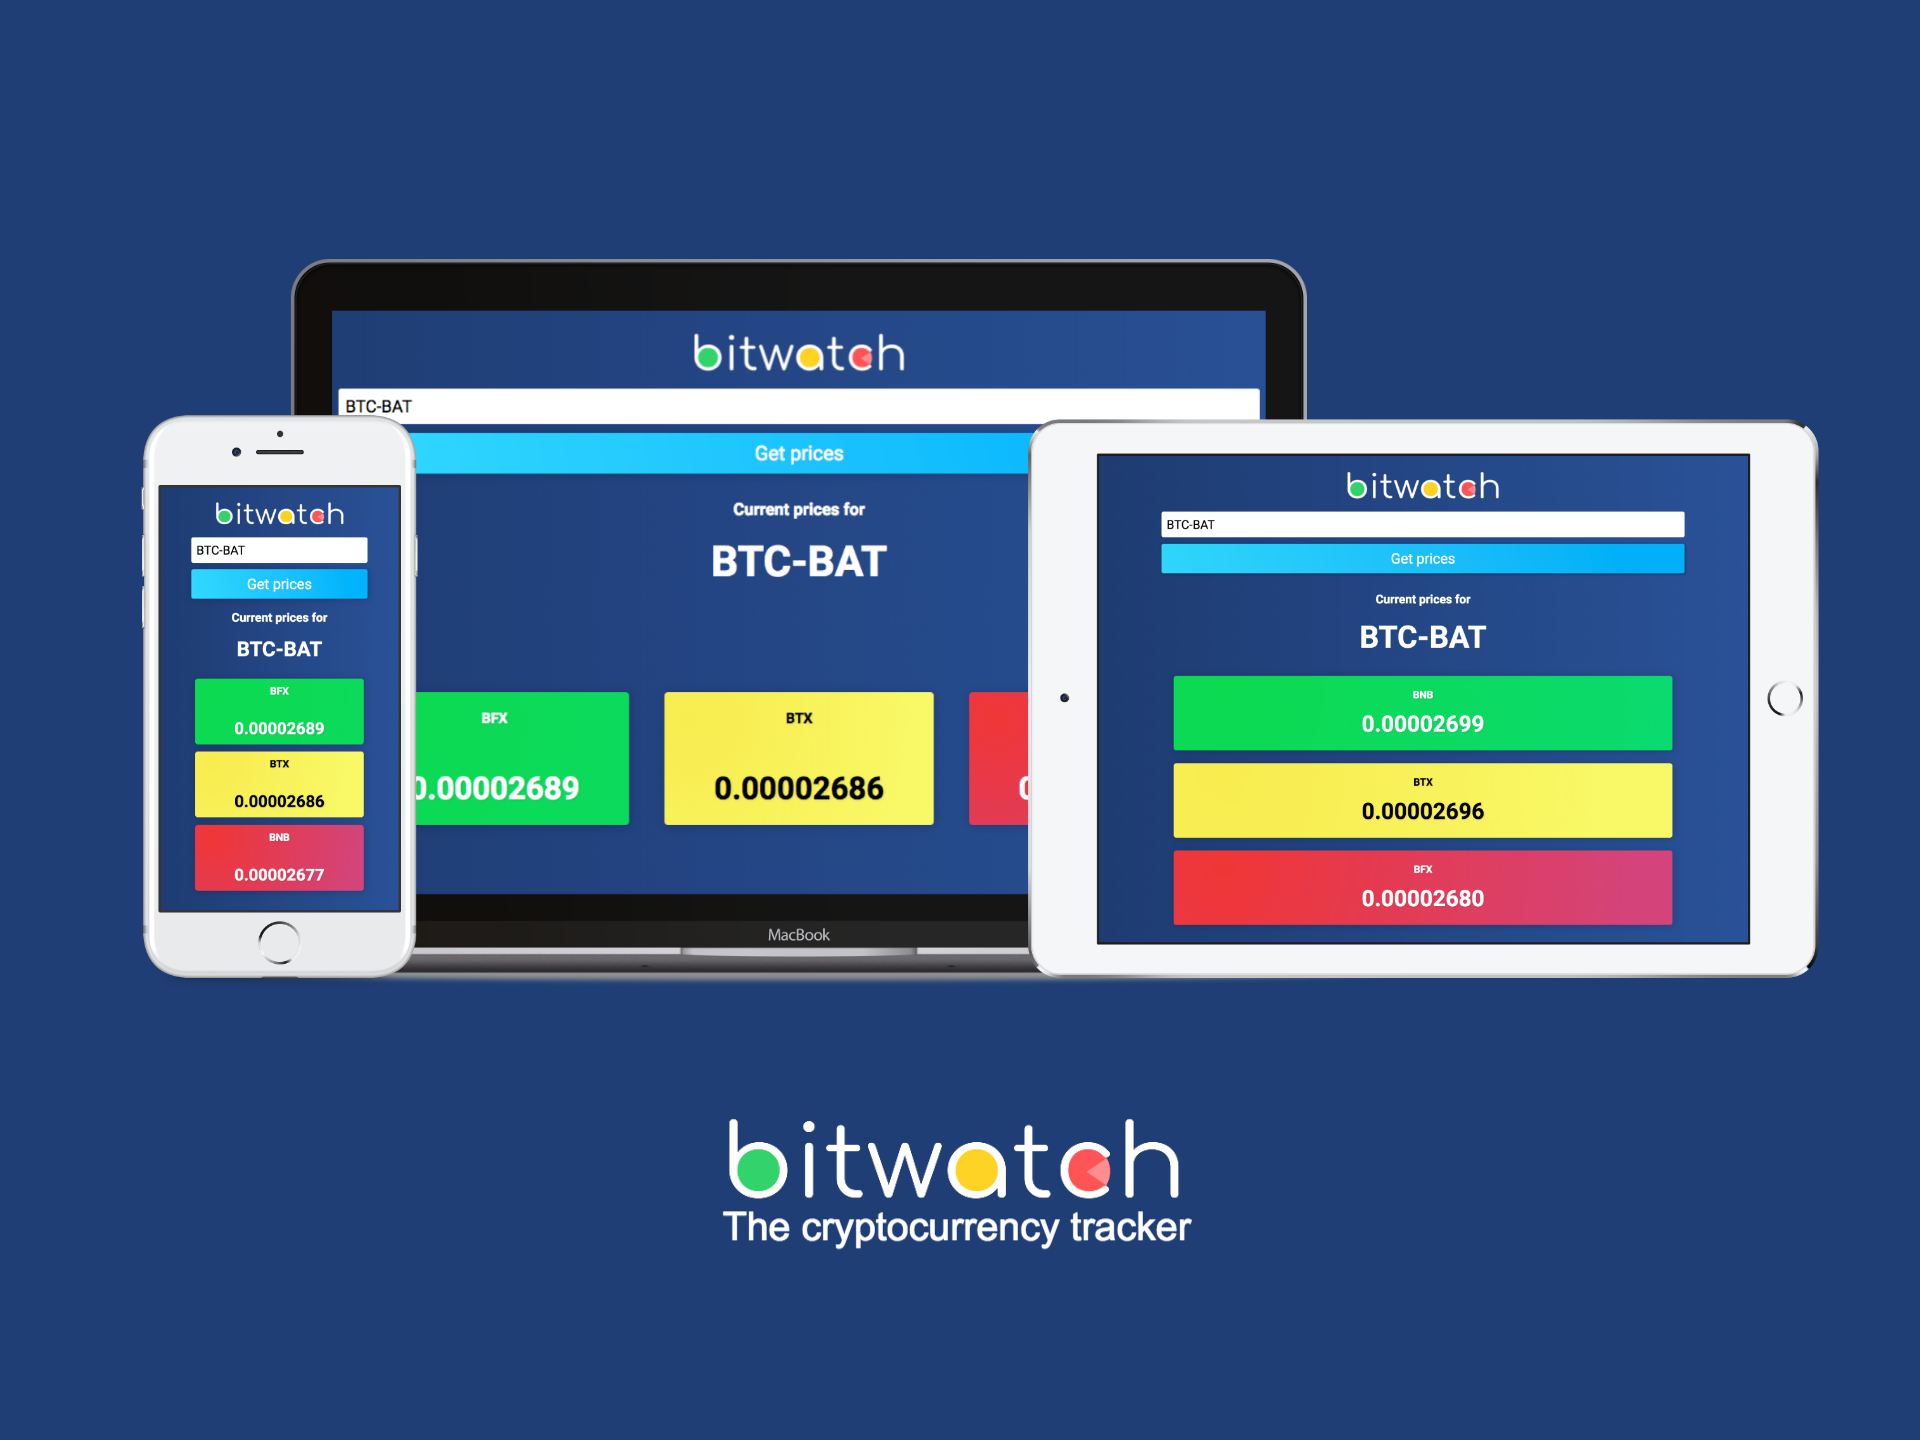 bitwatch
BTC-BAT
Get prices
Current prices for
BTC-BAT
BFX
0.00002689
BTX
0.00002686
MacBook
bitwatch
BTC-BAT
Get prices
Current prices for
BTC-BAT
BFX
0.00002689
BTX
0.00002686
BNB
0.00002677
bitwatch
BTC-BAT
Get prices
Current prices for
BTC-BAT
BNB
0.00002699
BTX
0.00002696
BFX
0.00002680
bitwatch
The cryptocurrency tracker